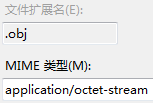 文件扩展名(E):
.obj
MIME 类型(M):
application/octet-stream